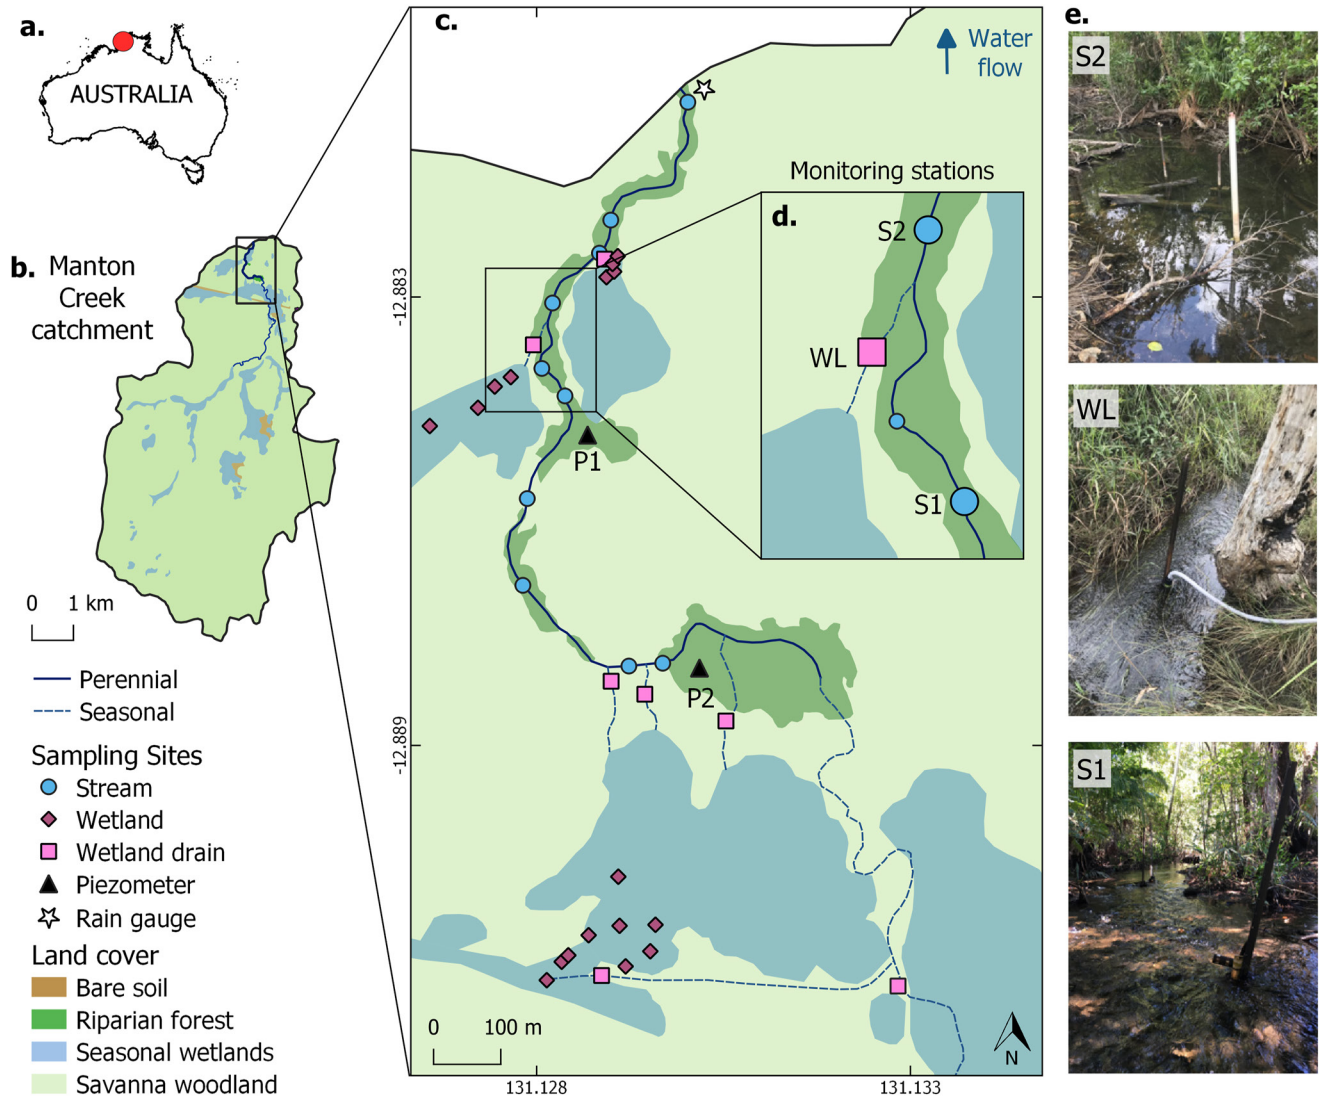 a.
AUSTRALIA
b. Manton
Creek
catchment
0 1 km
Perennial
Seasonal
Sampling Sites
Stream
Wetland
Wetland drain
Piezometer
Rain gauge
Land cover
Bare soil
Riparian forest
Seasonal wetlands
Savanna woodland
c.
Water
flow
Monitoring stations
d.
S2
WL
S1
P1
P2
-12.883
-12.889
0 100 m
N
131.128
131.133
e.
S2
WL
S1